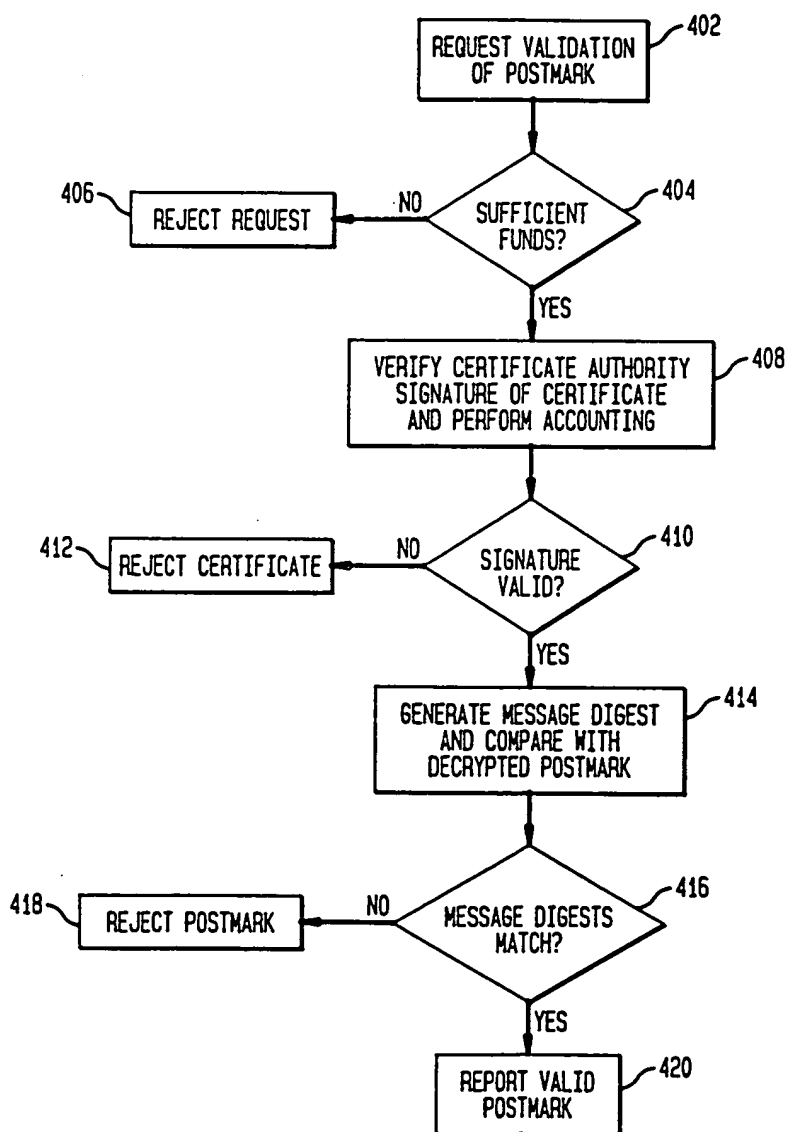 REQUEST VALIDATION
OF POSTMARK
402
SUFFICIENT
FUNDS?
404
NO
REJECT REQUEST
406
YES
VERIFY CERTIFICATE AUTHORITY
SIGNATURE OF CERTIFICATE
AND PERFORM ACCOUNTING
408
SIGNATURE
VALID?
410
NO
REJECT CERTIFICATE
412
YES
GENERATE MESSAGE DIGEST
AND COMPARE WITH
DECRYPTED POSTMARK
414
MESSAGE DIGESTS
MATCH?
416
NO
REJECT POSTMARK
418
YES
REPORT VALID
POSTMARK
420